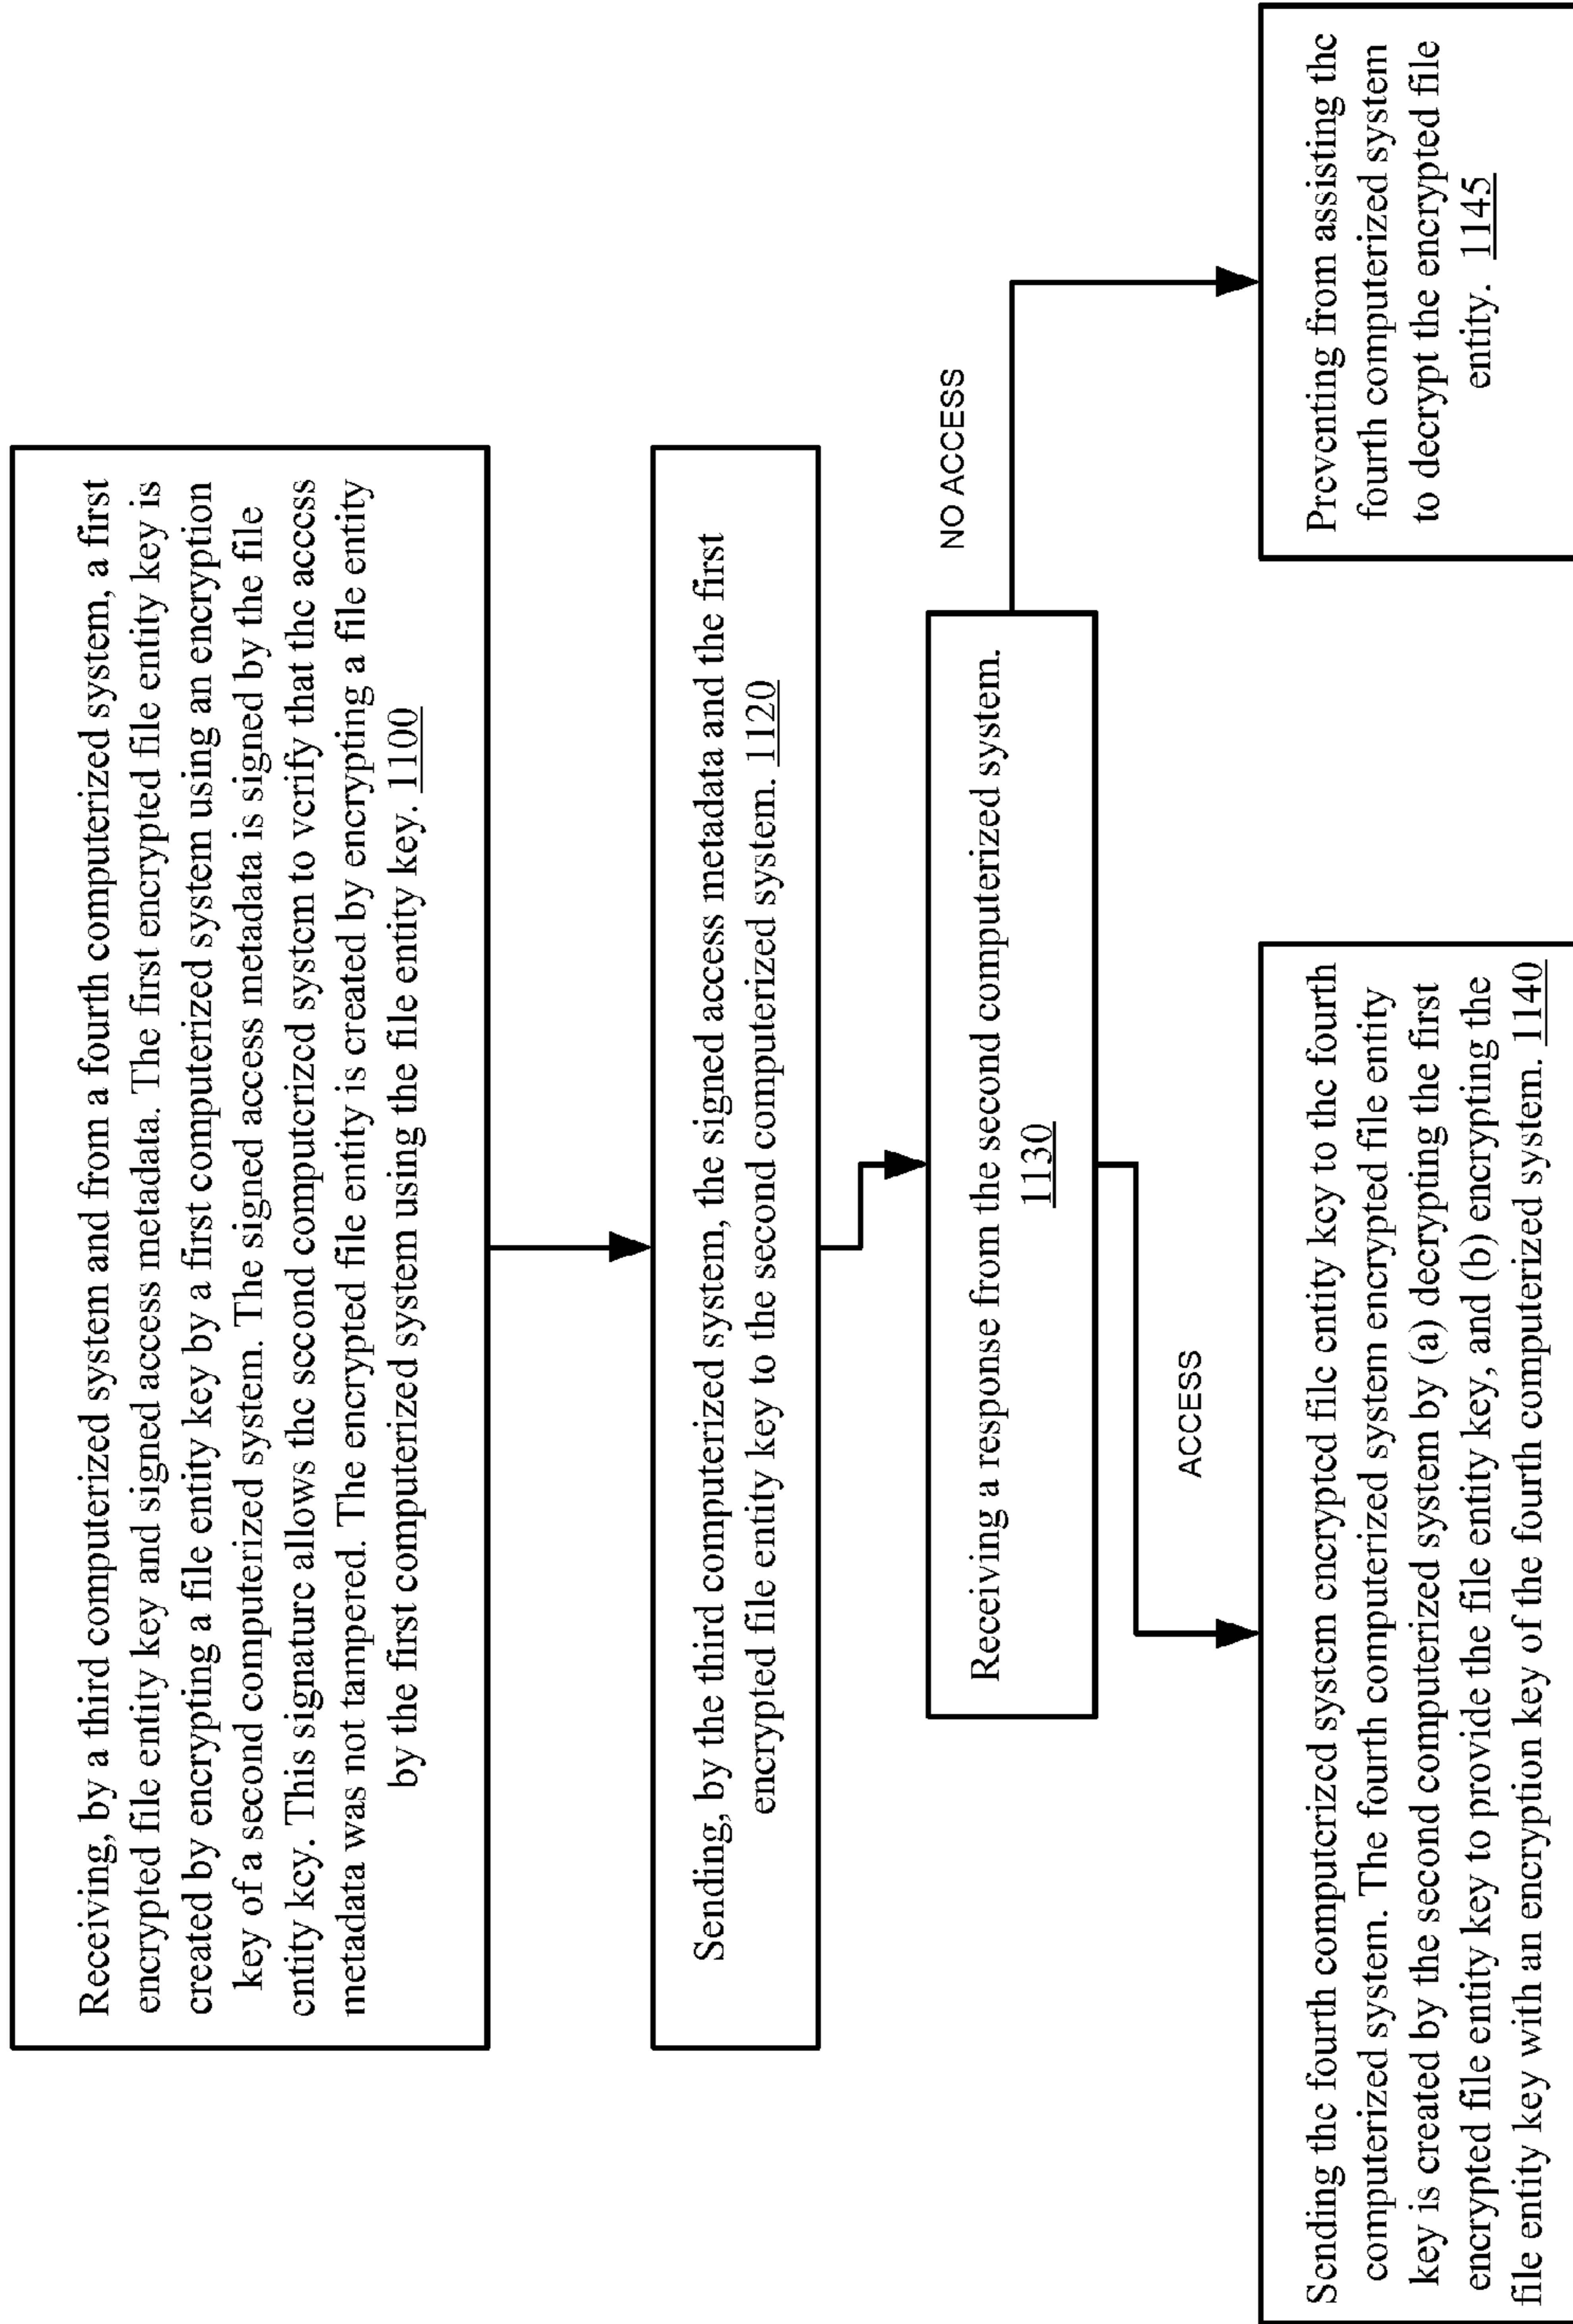 Receiving, by a third computerized system and from a fourth computerized system, a first
encrypted file entity key and signed access metadata. The first encrypted file entity key is
created by encrypting a file entity key by a first computerized system using an encryption
key of a second computerized system. The signed access metadata is signed by the file
entity key. This signature allows the second computerized system to verify that the access
metadata was not tampered. The encrypted file entity is created by encrypting a file entity
by the first computerized system using the file entity key. 1100
Sending, by the third computerized system, the signed access metadata and the first
encrypted file entity key to the second computerized system. 1120
Receiving a response from the second computerized system.
1130
NO ACCESS
ACCESS
Sending the fourth computerized system encrypted file entity key to the fourth
computerized system. The fourth computerized system encrypted file entity
key is created by the second computerized system by (a) decrypting the first
encrypted file entity key to provide the file entity key, and (b) encrypting the
file entity key with an encryption key of the fourth computerized system. 1140
Preventing from assisting the
fourth computerized system
to decrypt the encrypted file
entity. 1145